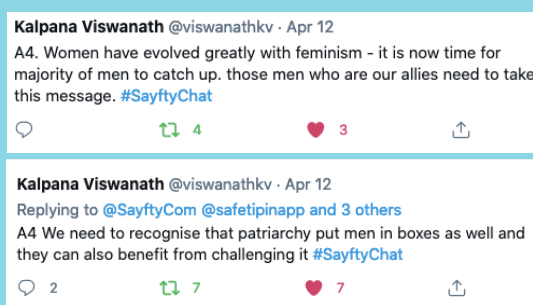 Kalpana Viswanath @viswanathkv · Apr 12
A4. Women have evolved greatly with feminism - it is now time for
majority of men to catch up. those men who are our allies need to take
this message. #SayftyChat
4 3
Kalpana Viswanath @viswanathkv · Apr 12
Replying to @SayftyCom @safetipinapp and 3 others
A4 We need to recognise that patriarchy put men in boxes as well and
they can also benefit from challenging it #SayftyChat
2 7 7